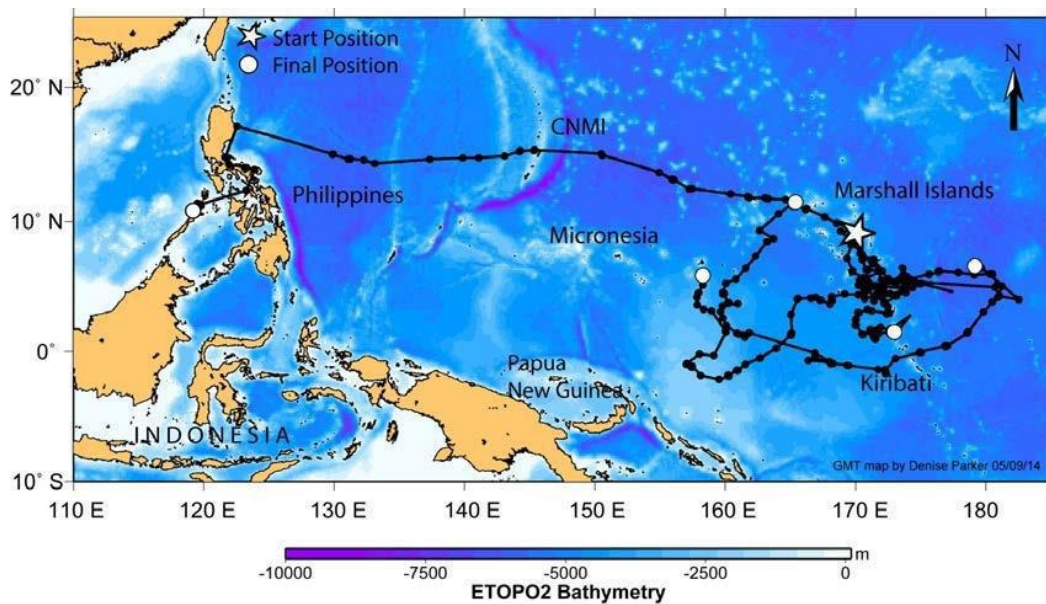 Start Position
Final Position
N
20° N
10° N
0°
10° S
CNMI
Philippines
Marshall Islands
Micronesia
Papua
New Guinea
Kiribati
INDONESIA
GMT map by Denise Parker 05/09/14
110 E
120 E
130 E
140 E
150 E
160 E
170 E
180 E
m
-10000
-7500
-5000
-2500
0
ETOPO2 Bathymetry